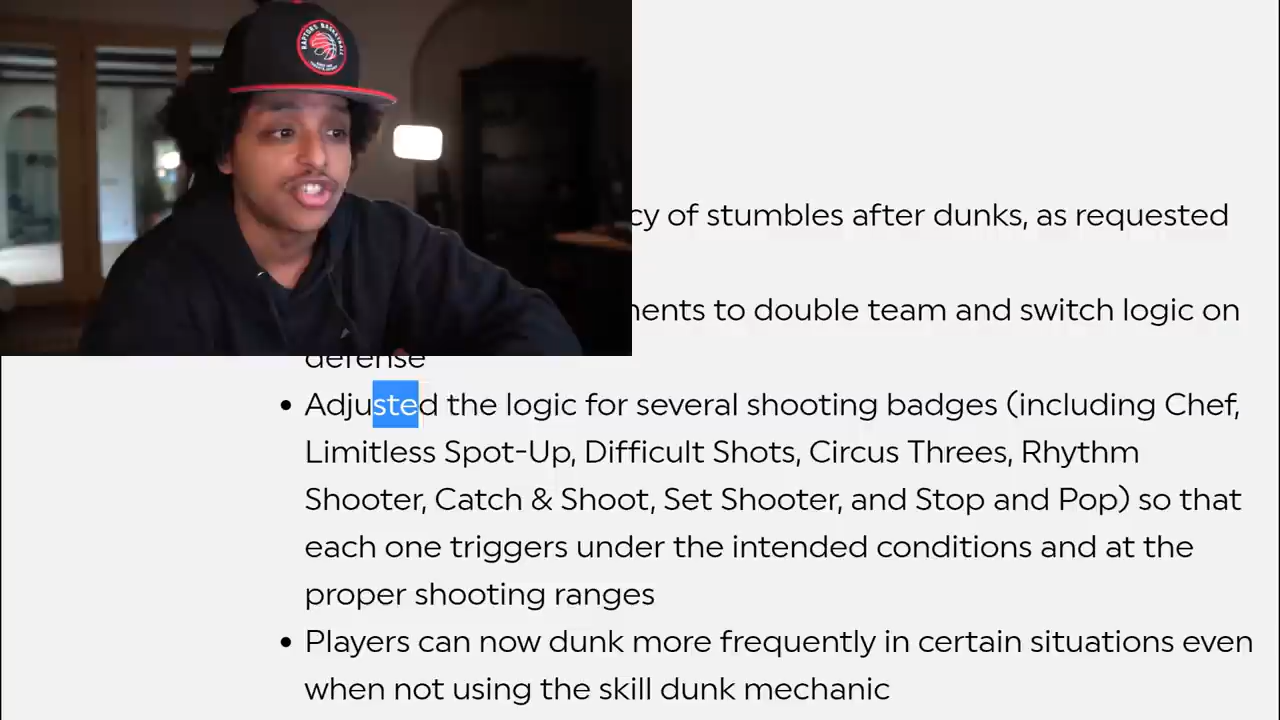 RAPTORS BASKETBALL
cy of stumbles after dunks, as requested
ments to double team and switch logic on
defense
• Adjusted the logic for several shooting badges (including Chef,
Limitless Spot-Up, Difficult Shots, Circus Threes, Rhythm
Shooter, Catch & Shoot, Set Shooter, and Stop and Pop) so that
each one triggers under the intended conditions and at the
proper shooting ranges
• Players can now dunk more frequently in certain situations even
when not using the skill dunk mechanic